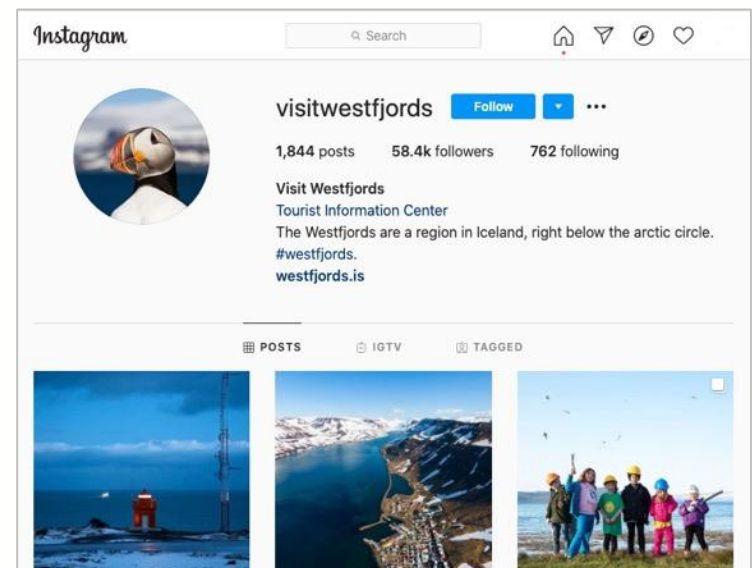 Instagram
Search
visitwestfjords Follow
1,844 posts 58.4k followers 762 following
Visit Westfjords
Tourist Information Center
The Westfjords are a region in Iceland, right below the arctic circle.
#westfjords.
westfjords.is
POSTS IGTV TAGGED